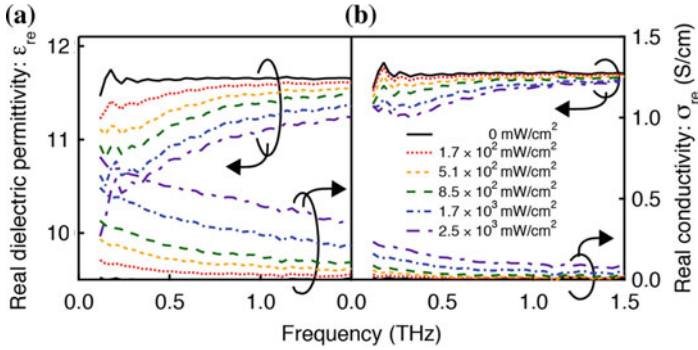 (a)
(b)
Real dielectric permittivity: ε_re
12
11
10
0.0
0.5
1.0
0.0
0.5
1.0
1.5
Frequency (THz)
0 mW/cm²
1.7 × 10² mW/cm²
5.1 × 10² mW/cm²
8.5 × 10² mW/cm²
1.7 × 10³ mW/cm²
2.5 × 10³ mW/cm²
1.5
1.0
0.5
0.0
Real conductivity: σ_re (S/cm)